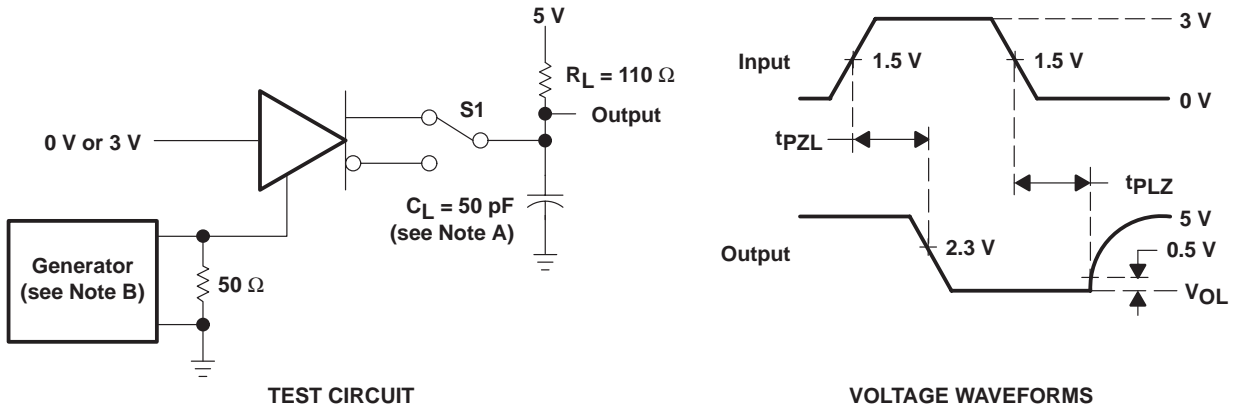 5 V
R_L = 110 Ω
S1
Output
0 V or 3 V
C_L = 50 pF
(see Note A)
Generator
(see Note B)
50 Ω
TEST CIRCUIT
3 V
Input
1.5 V
1.5 V
0 V
t_PZL
t_PLZ
5 V
Output
2.3 V
0.5 V
V_OL
VOLTAGE WAVEFORMS